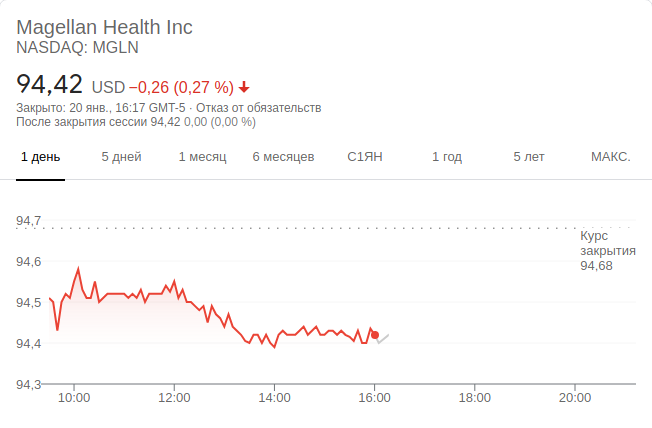 Magellan Health Inc
NASDAQ: MGLN
94,42 USD −0,26 (0,27 %)
Закрыто: 20 янв., 16:17 GMT-5 · Отказ от обязательств
После закрытия сессии 94,42 0,00 (0,00 %)
1 день 5 дней 1 месяц 6 месяцев С1ЯН 1 год 5 лет МАКС.
94,7
Курс
закрытия
94,68
94,6
94,5
94,4
94,3
10:00 12:00 14:00 16:00 18:00 20:00